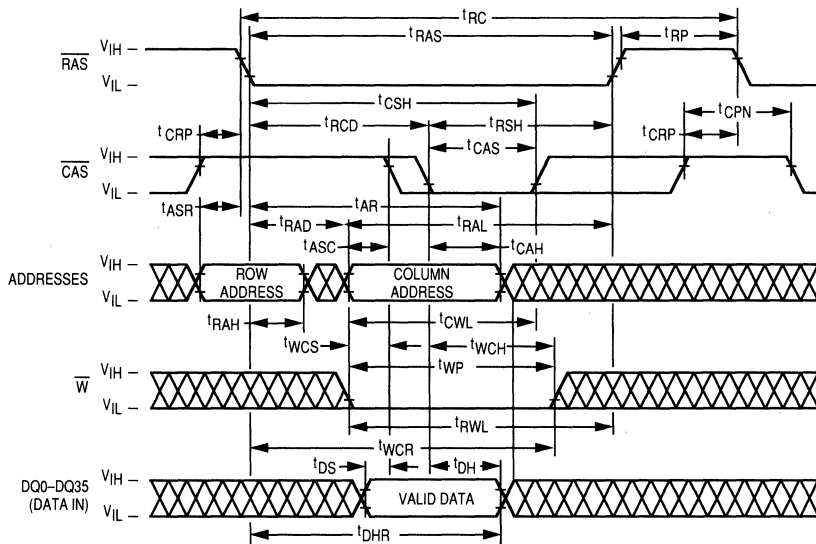 tRC
tRAS
tRP
RAS
VIH
VIL
tCSH
tCPN
tRCD
tRSH
tCRP
tCRP
tCAS
CAS
VIH
VIL
tASR
tAR
tRAD
tRAL
tASC
tCAH
ADDRESSES
VIH
VIL
ROW
ADDRESS
COLUMN
ADDRESS
tRAH
tCWL
tWCS
tWCH
tWP
W
VIH
VIL
tRWL
tWCR
tDS
tDH
DQ0–DQ35
(DATA IN)
VIH
VIL
VALID DATA
tDHR